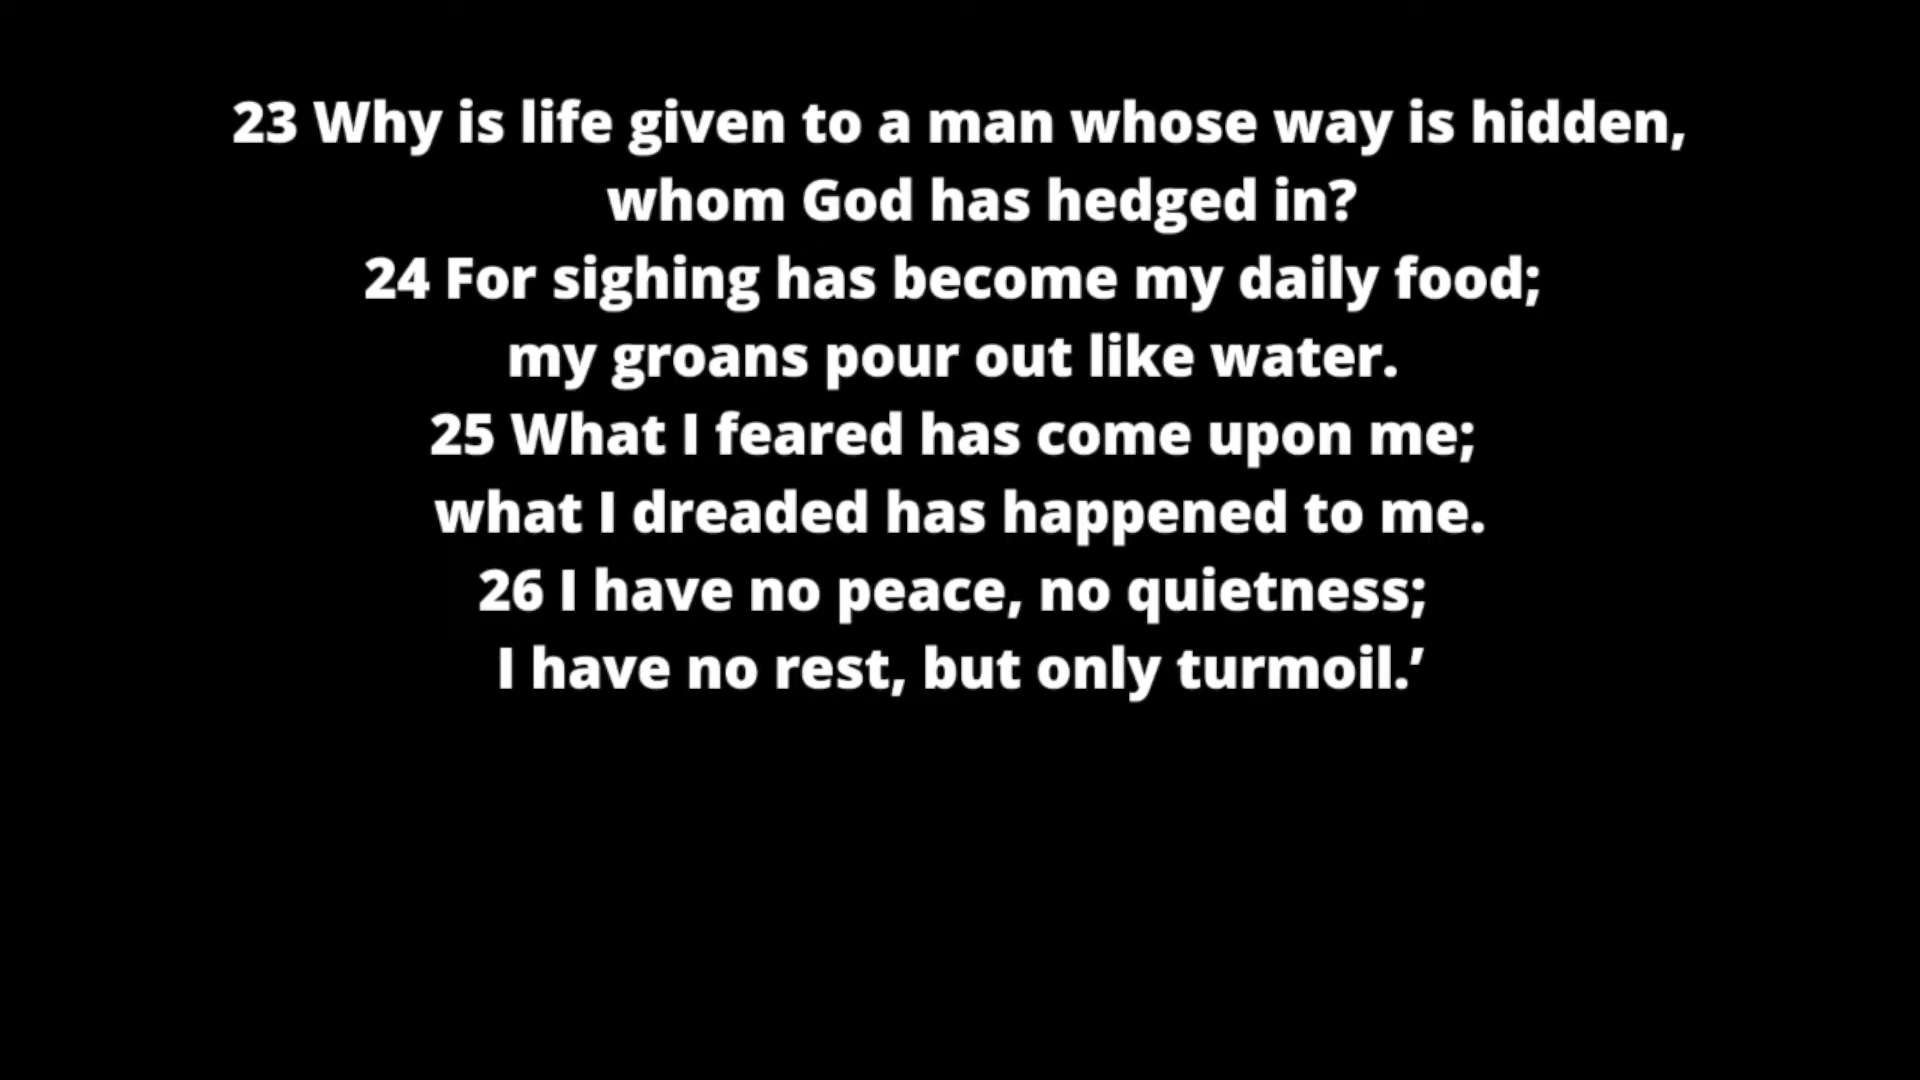 23 Why is life given to a man whose way is hidden,
whom God has hedged in?
24 For sighing has become my daily food;
my groans pour out like water.
25 What I feared has come upon me;
what I dreaded has happened to me.
26 I have no peace, no quietness;
I have no rest, but only turmoil.’